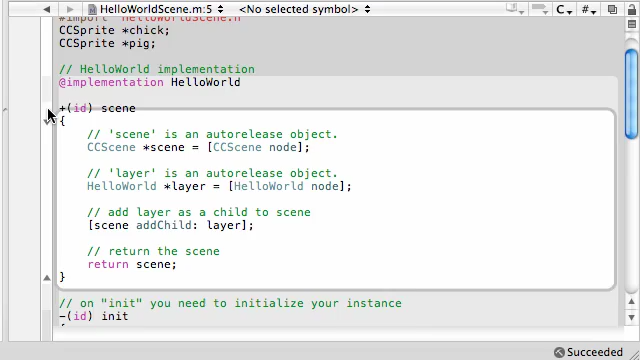 HelloWorldScene.m:5
<No selected symbol>
C
#
#import "HelloWorldScene.h
CCSprite *chick;
CCSprite *pig;
// HelloWorld implementation
@implementation HelloWorld
+(id) scene
{
// 'scene' is an autorelease object.
CCScene *scene = [CCScene node];
// 'layer' is an autorelease object.
HelloWorld *layer = [HelloWorld node];
// add layer as a child to scene
[scene addChild: layer];
// return the scene
return scene;
}
// on "init" you need to initialize your instance
-(id) init
Succeeded